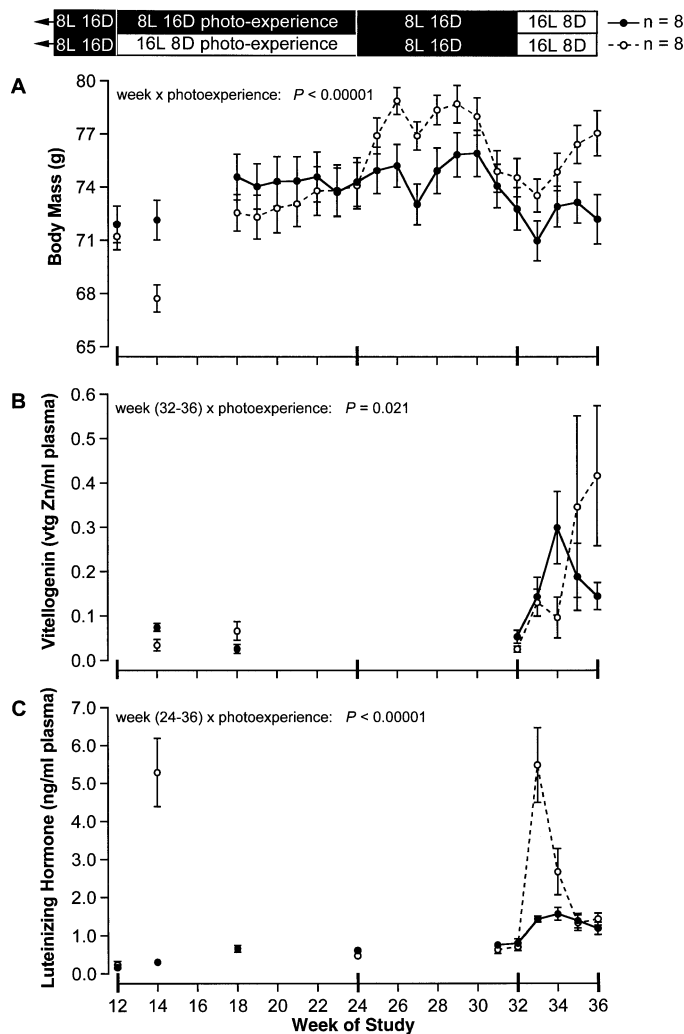 8L 16D 8L 16D photo-experience 8L 16D 16L 8D n = 8
8L 16D 16L 8D photo-experience 8L 16D 16L 8D n = 8
A
week x photoexperience: P < 0.00001
Body Mass (g)
80
77
74
71
68
65
B
week (32-36) x photoexperience: P = 0.021
Vitellogenin (vtg Zn/ml plasma)
0.6
0.5
0.4
0.3
0.2
0.1
0.0
C
week (24-36) x photoexperience: P < 0.00001
Luteinizing Hormone (ng/ml plasma)
7.0
6.0
5.0
4.0
3.0
2.0
1.0
0.0
12 14 16 18 20 22 24 26 28 30 32 34 36
Week of Study